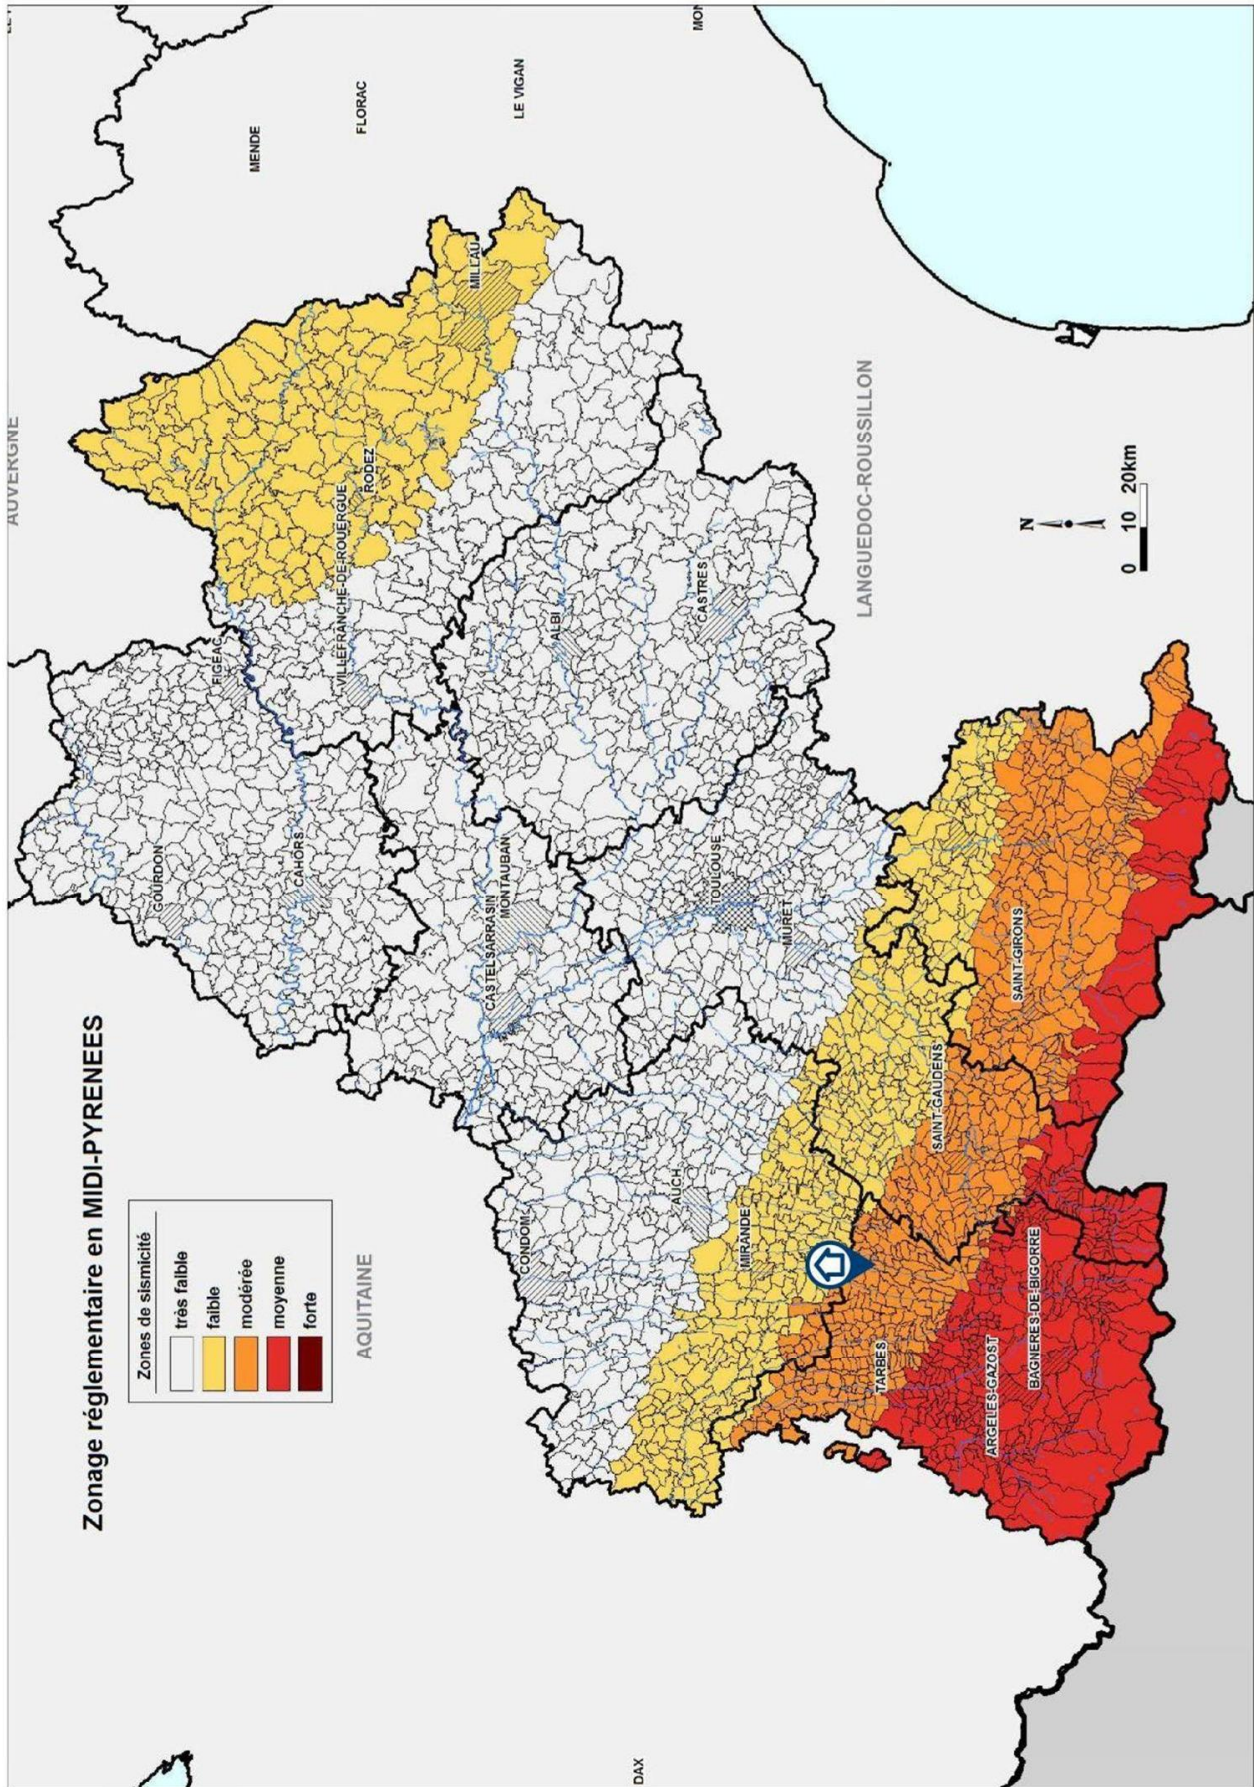 Zonage réglementaire en MIDI-PYRENEES
Zones de sismicité
très faible
faible
modérée
moyenne
forte
AUVERGNE
AQUITAINE
LANGUEDOC-ROUSSILLON
MENDE
FLORAC
LE VIGAN
MILLAU
RODEZ
VILLEFRANCHE-DE-ROUERGUE
FIGEAC
GOURDON
CAHORS
CASTELSARRASIN
MONTAUBAN
ALBI
CASTRES
TOULOUSE
MURET
CONDOM
AUCH
MIRANDE
TARBES
SAINT-GAUDENS
SAINT-GIRONS
ARGELES-GAZOST
BAGNERES-DE-BIGORRE
DAX
N
0 10 20km